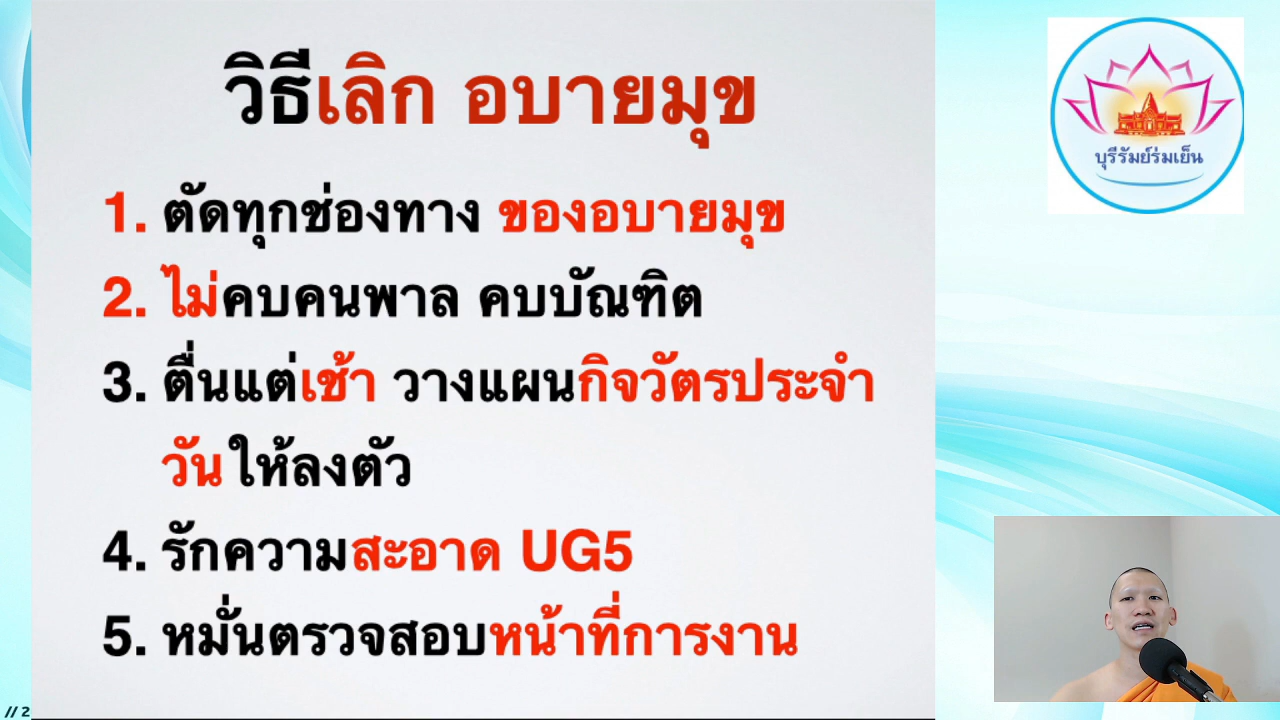 วิธีเลิก อบายมุข
1. ตัดทุกช่องทาง ของอบายมุข
2. ไม่คบคนพาล คบบัณฑิต
3. ตื่นแต่เช้า วางแผนกิจวัตรประจำ
วันให้ลงตัว
4. รักความสะอาด UG5
5. หมั่นตรวจสอบหน้าที่การงาน
บุรีรัมย์ร่มเย็น
// 2